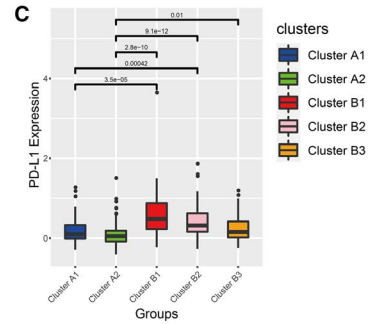 C
0.01
9.1e-12
2.8e-10
0.00042
3.5e-05
4
2
0
PD-L1 Expression
Cluster A1
Cluster A2
Cluster B1
Cluster B2
Cluster B3
Groups
clusters
Cluster A1
Cluster A2
Cluster B1
Cluster B2
Cluster B3